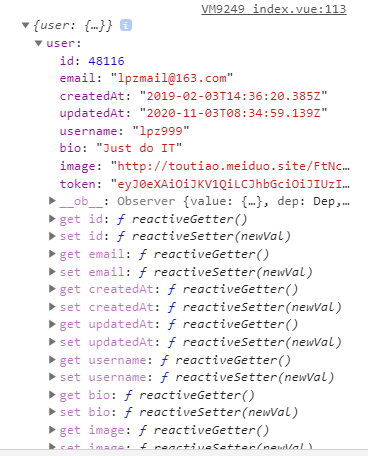 VM9249 index.vue:113
{user: {…}} i
user:
id: 48116
email: "lpzmail@163.com"
createdAt: "2019-02-03T14:36:20.385Z"
updatedAt: "2020-11-03T08:34:59.139Z"
username: "lpz999"
bio: "Just do IT"
image: "http://toutiao.meiduo.site/FtNc…
token: "eyJ0eXAiOiJKV1QiLCJhbGciOiJIUzI…
__ob__: Observer {value: {…}, dep: Dep,…
get id: ƒ reactiveGetter()
set id: ƒ reactiveSetter(newVal)
get email: ƒ reactiveGetter()
set email: ƒ reactiveSetter(newVal)
get createdAt: ƒ reactiveGetter()
set createdAt: ƒ reactiveSetter(newVal)
get updatedAt: ƒ reactiveGetter()
set updatedAt: ƒ reactiveSetter(newVal)
get username: ƒ reactiveGetter()
set username: ƒ reactiveSetter(newVal)
get bio: ƒ reactiveGetter()
set bio: ƒ reactiveSetter(newVal)
get image: ƒ reactiveGetter()
set image: ƒ reactiveSetter(newVal)